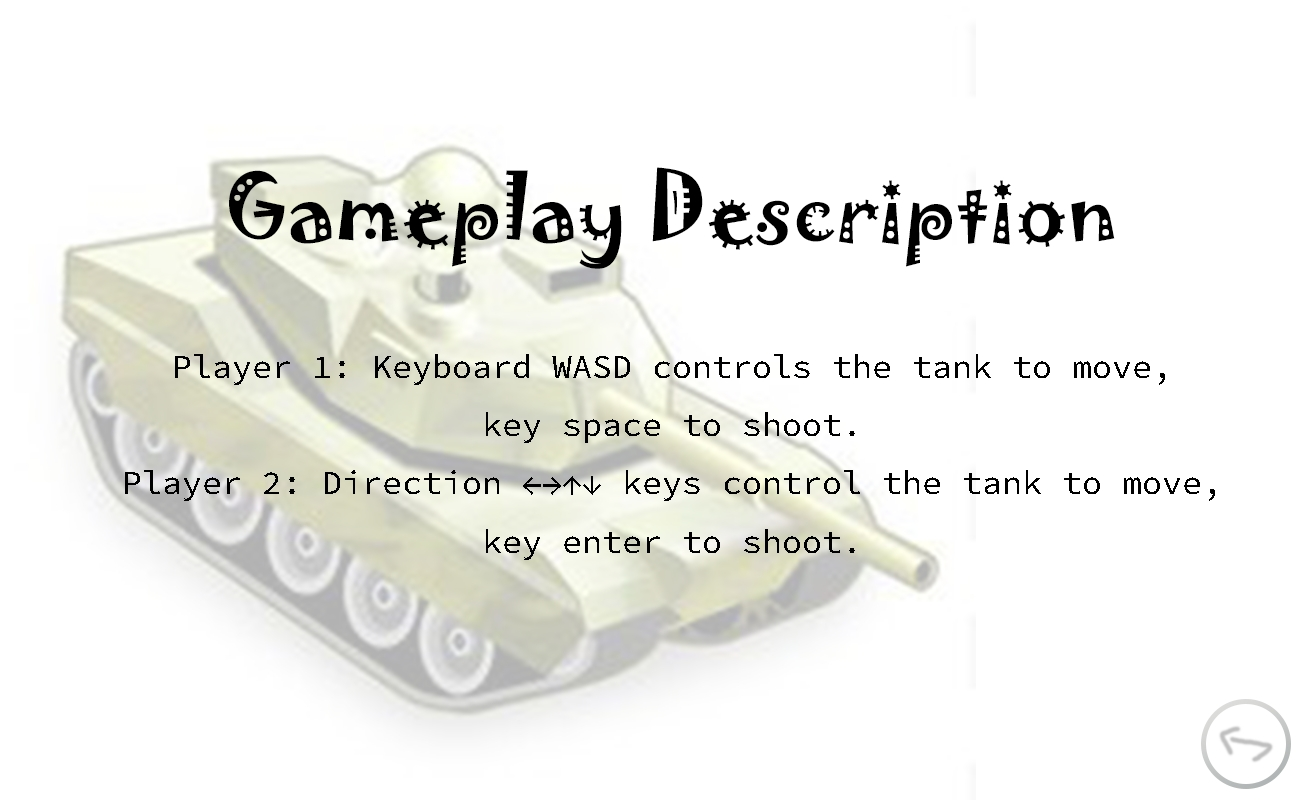 Gameplay Description
Player 1: Keyboard WASD controls the tank to move,
key space to shoot.
Player 2: Direction ←→↑↓ keys control the tank to move,
key enter to shoot.